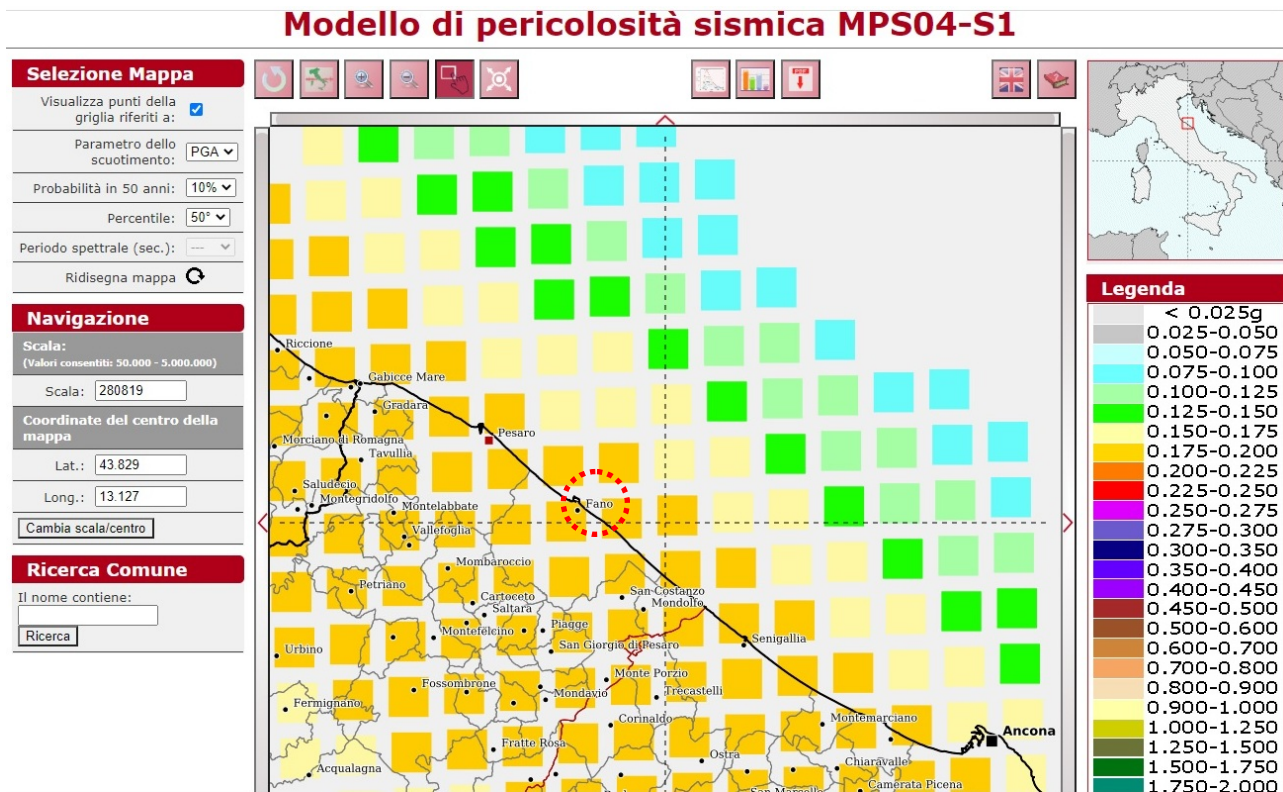 Modello di pericolosità sismica MPS04-S1
Selezione Mappa
Visualizza punti della
griglia riferiti a:
Parametro dello
scuotimento: PGA
Probabilità in 50 anni: 10%
Percentile: 50°
Periodo spettrale (sec.): ---
Ridisegna mappa
Navigazione
Scala:
(Valori consentiti: 50.000 - 5.000.000)
Scala: 280819
Coordinate del centro della
mappa
Lat.: 43.829
Long.: 13.127
Cambia scala/centro
Ricerca Comune
Il nome contiene:
Ricerca
Riccione
Gabicce Mare
Gradara
Pesaro
Morciano di Romagna
Tavullia
Saludecio
Montegridolfo
Montelabbate
Fano
Vallefoglia
Mombaroccio
Petriano
Cartoceto
San Costanzo
Saltara
Mondolfo
Piagge
Montefelcino
Senigallia
Urbino
San Giorgio di Pesaro
Monte Porzio
Fossombrone
Mondavio
Trecastelli
Fermignano
Corinaldo
Montemarciano
Ancona
Fratte Rosa
Ostra
Chiaravalle
Acqualagna
Camerata Picena
San Marcello
PDF
Legenda
< 0.025g
0.025-0.050
0.050-0.075
0.075-0.100
0.100-0.125
0.125-0.150
0.150-0.175
0.175-0.200
0.200-0.225
0.225-0.250
0.250-0.275
0.275-0.300
0.300-0.350
0.350-0.400
0.400-0.450
0.450-0.500
0.500-0.600
0.600-0.700
0.700-0.800
0.800-0.900
0.900-1.000
1.000-1.250
1.250-1.500
1.500-1.750
1.750-2.000